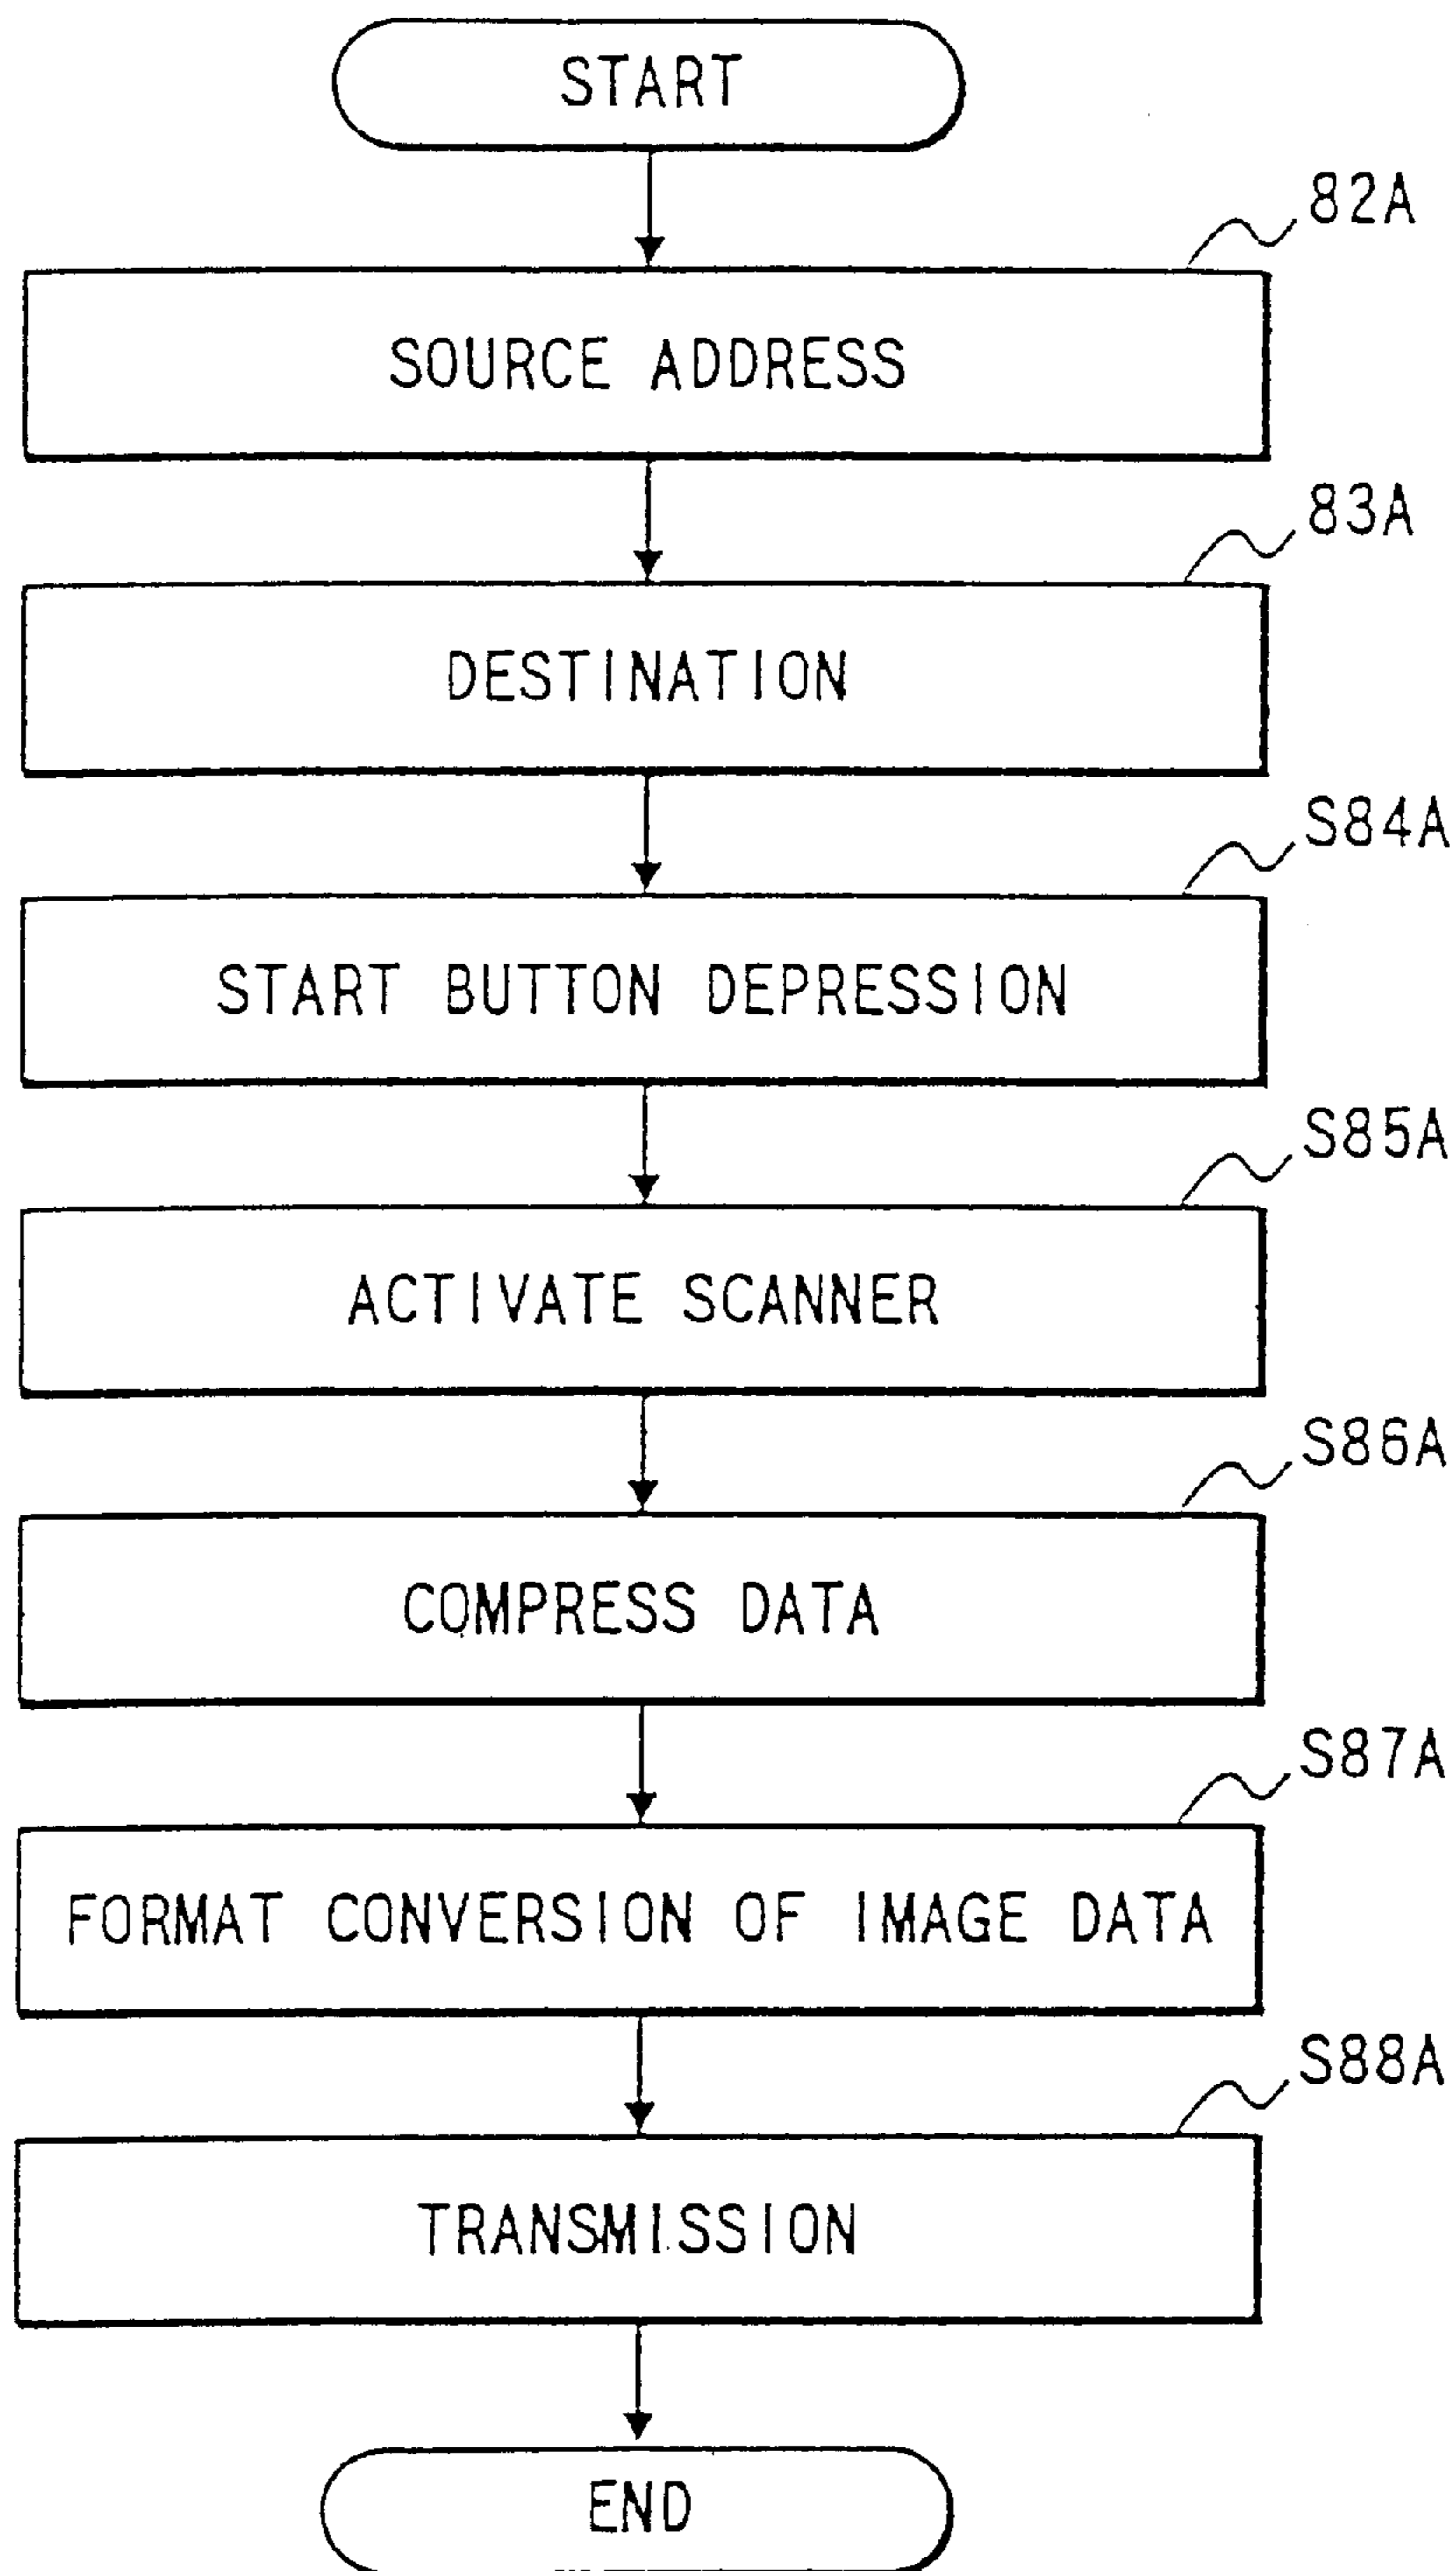 START
82A
SOURCE ADDRESS
83A
DESTINATION
S84A
START BUTTON DEPRESSION
S85A
ACTIVATE SCANNER
S86A
COMPRESS DATA
S87A
FORMAT CONVERSION OF IMAGE DATA
S88A
TRANSMISSION
END